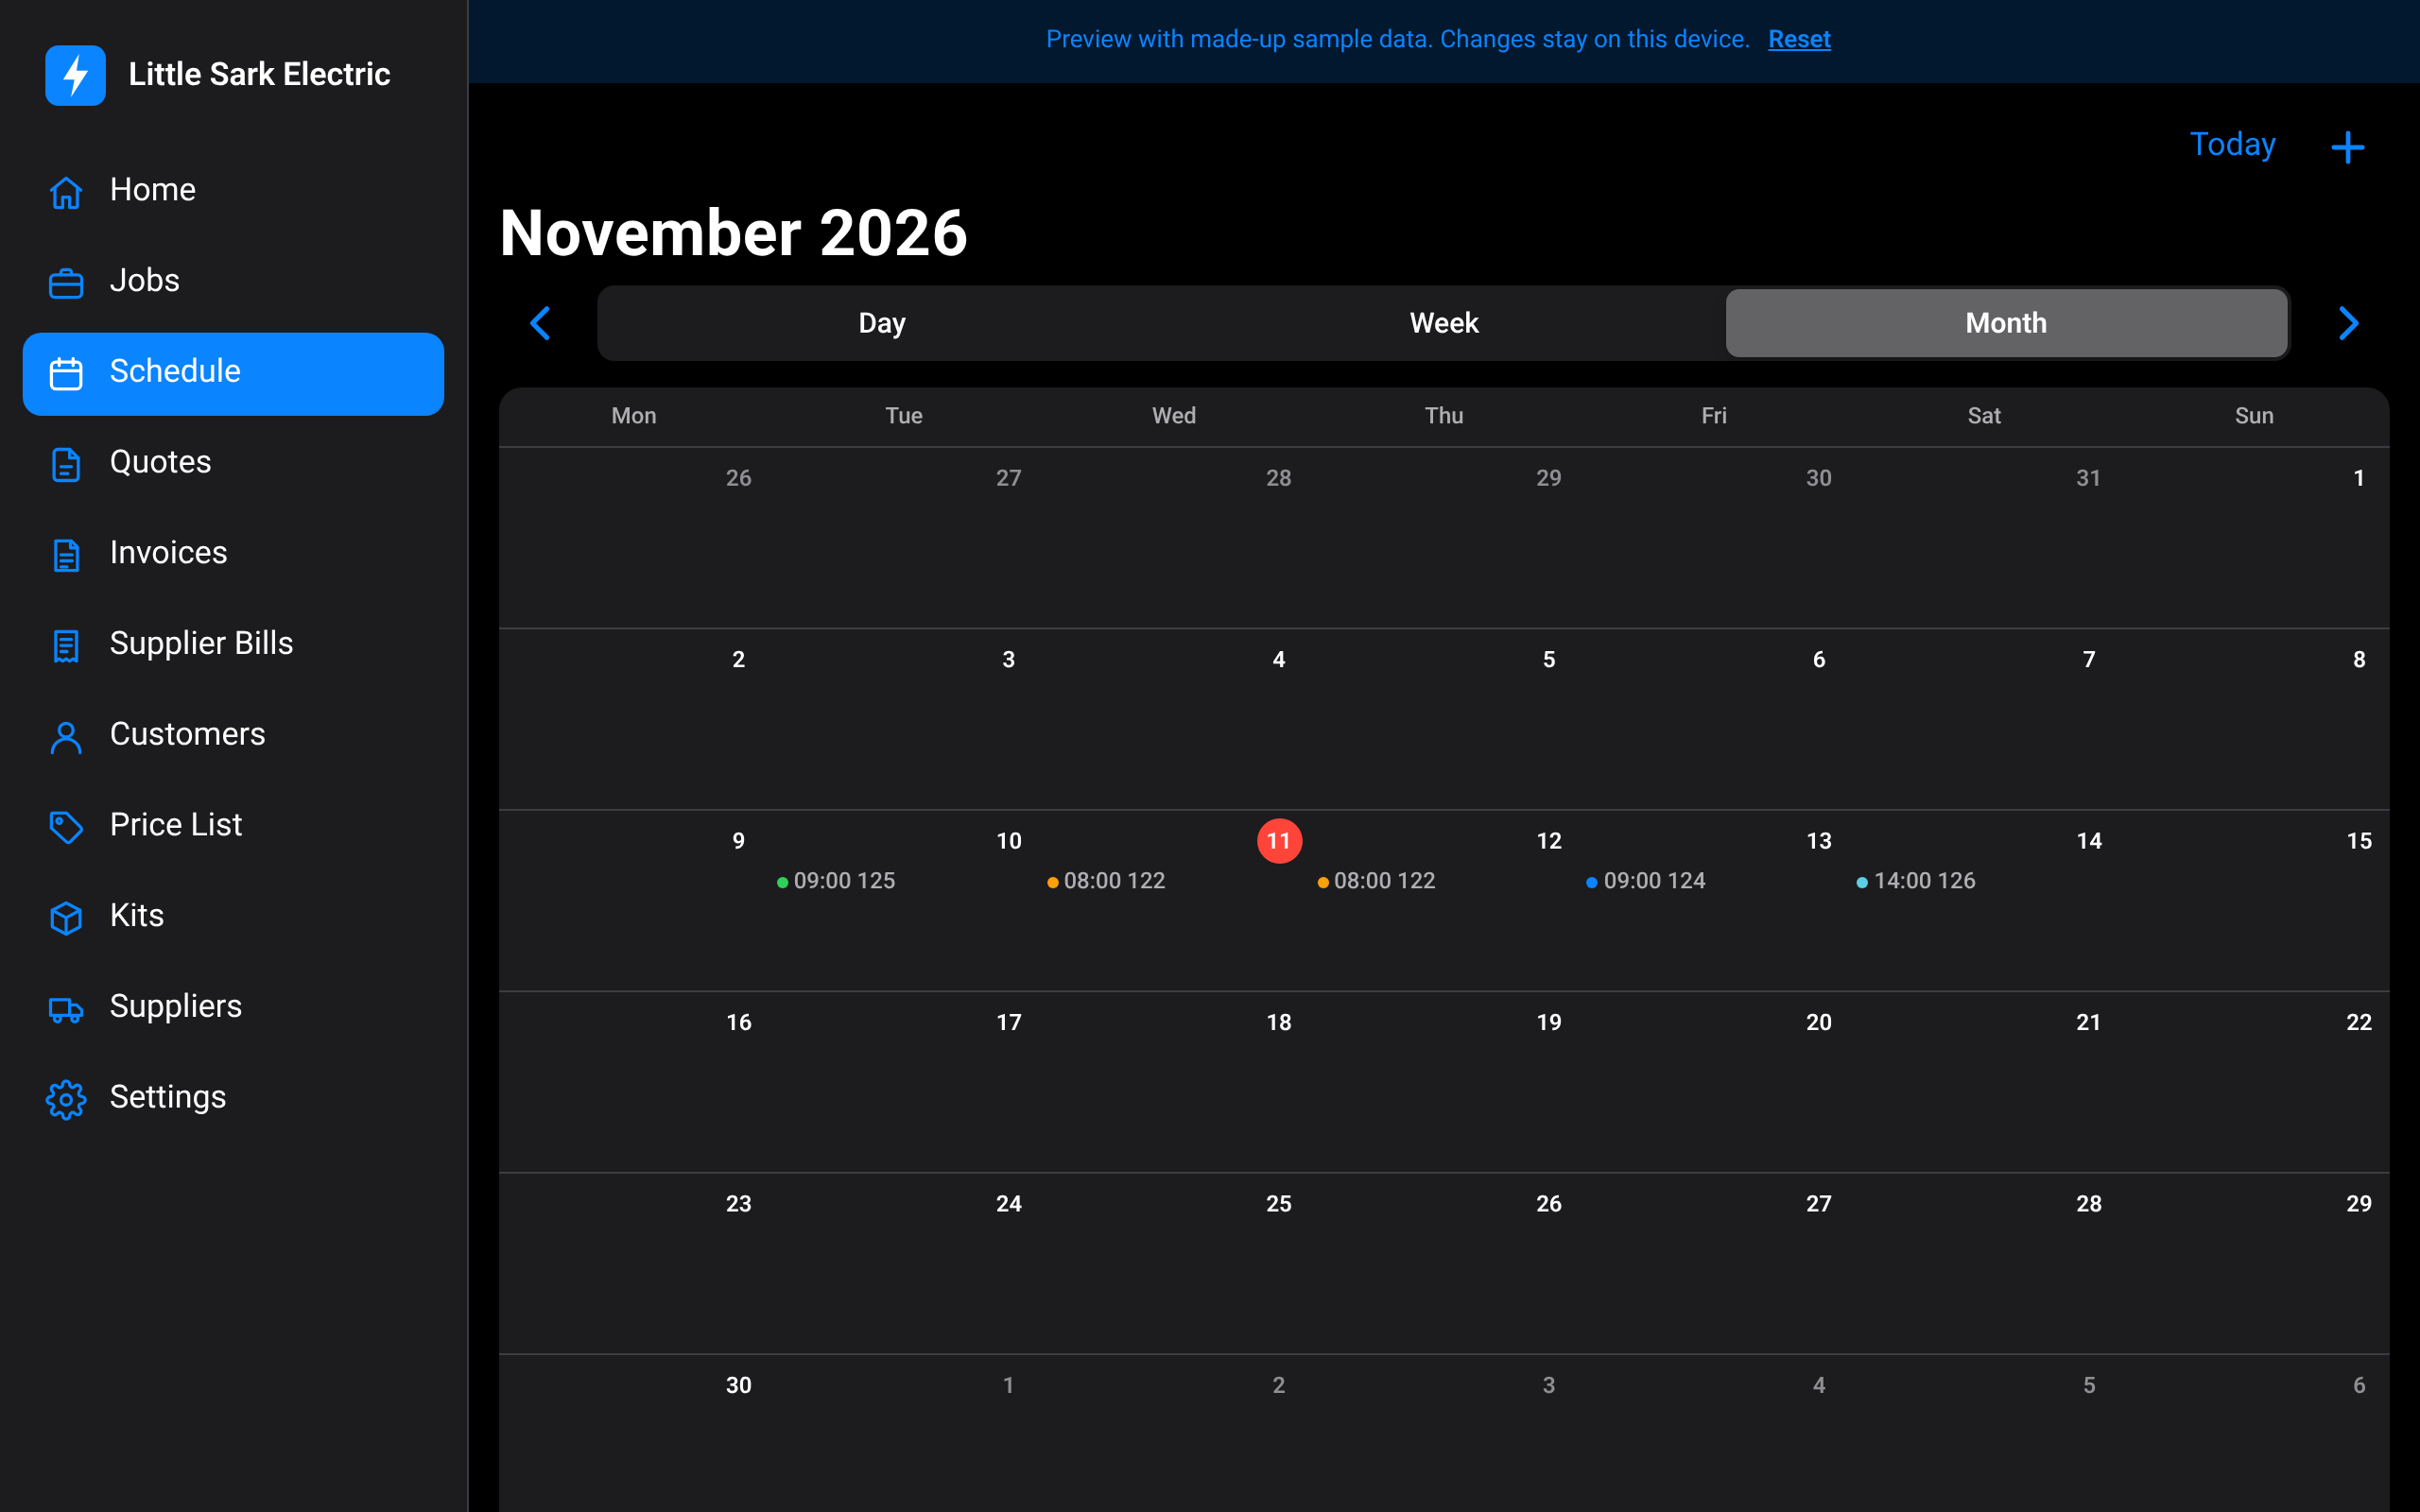 Little Sark Electric
Home
Jobs
Schedule
Quotes
Invoices
Supplier Bills
Customers
Price List
Kits
Suppliers
Settings
Preview with made-up sample data. Changes stay on this device. Reset
Today
November 2026
Day Week Month
Mon Tue Wed Thu Fri Sat Sun
26 27 28 29 30 31 1
2 3 4 5 6 7 8
9 10 11 12 13 14 15
09:00 125 08:00 122 08:00 122 09:00 124 14:00 126
16 17 18 19 20 21 22
23 24 25 26 27 28 29
30 1 2 3 4 5 6